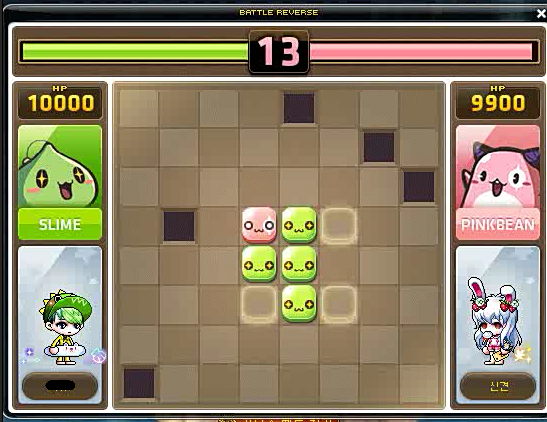 BATTLE REVERSE
13
HP
10000
HP
9900
SLIME
PINKBEAN
신견